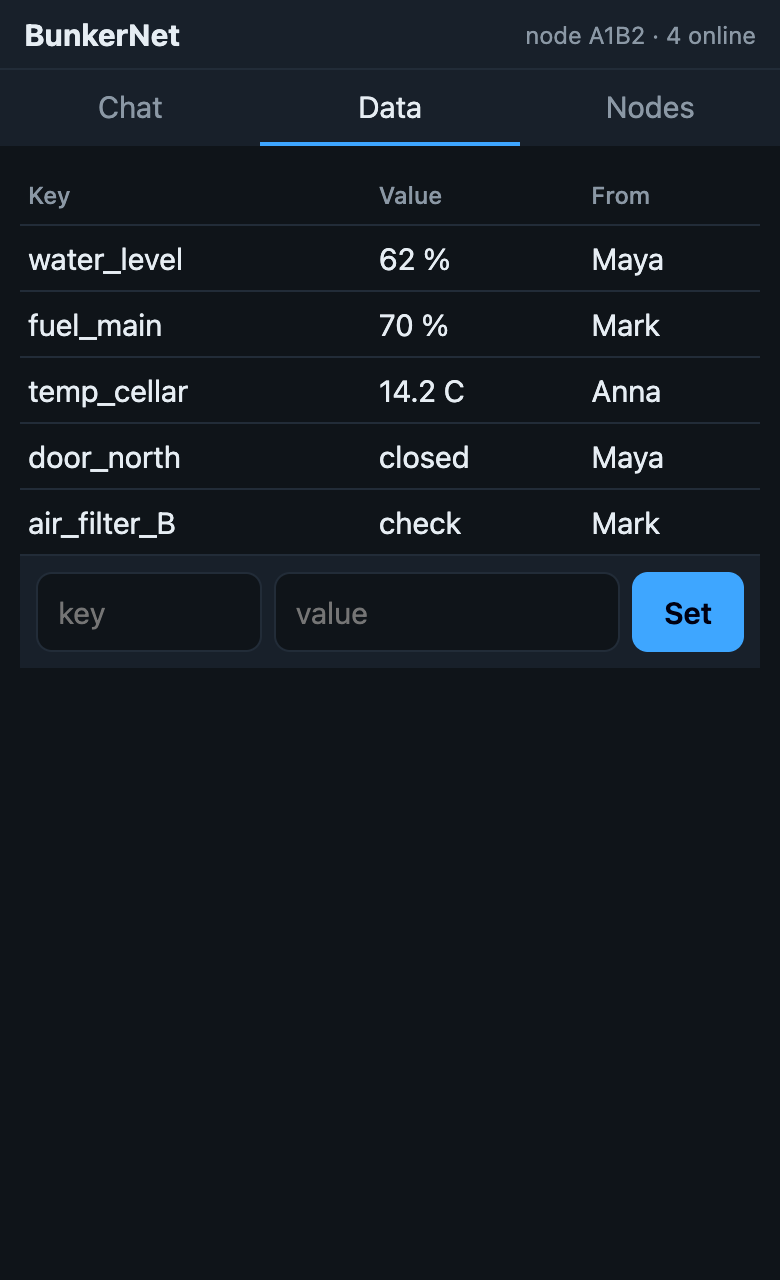 BunkerNet node A1B2 · 4 online
Chat Data Nodes
Key Value From
water_level 62 % Maya
fuel_main 70 % Mark
temp_cellar 14.2 C Anna
door_north closed Maya
air_filter_B check Mark
key value Set